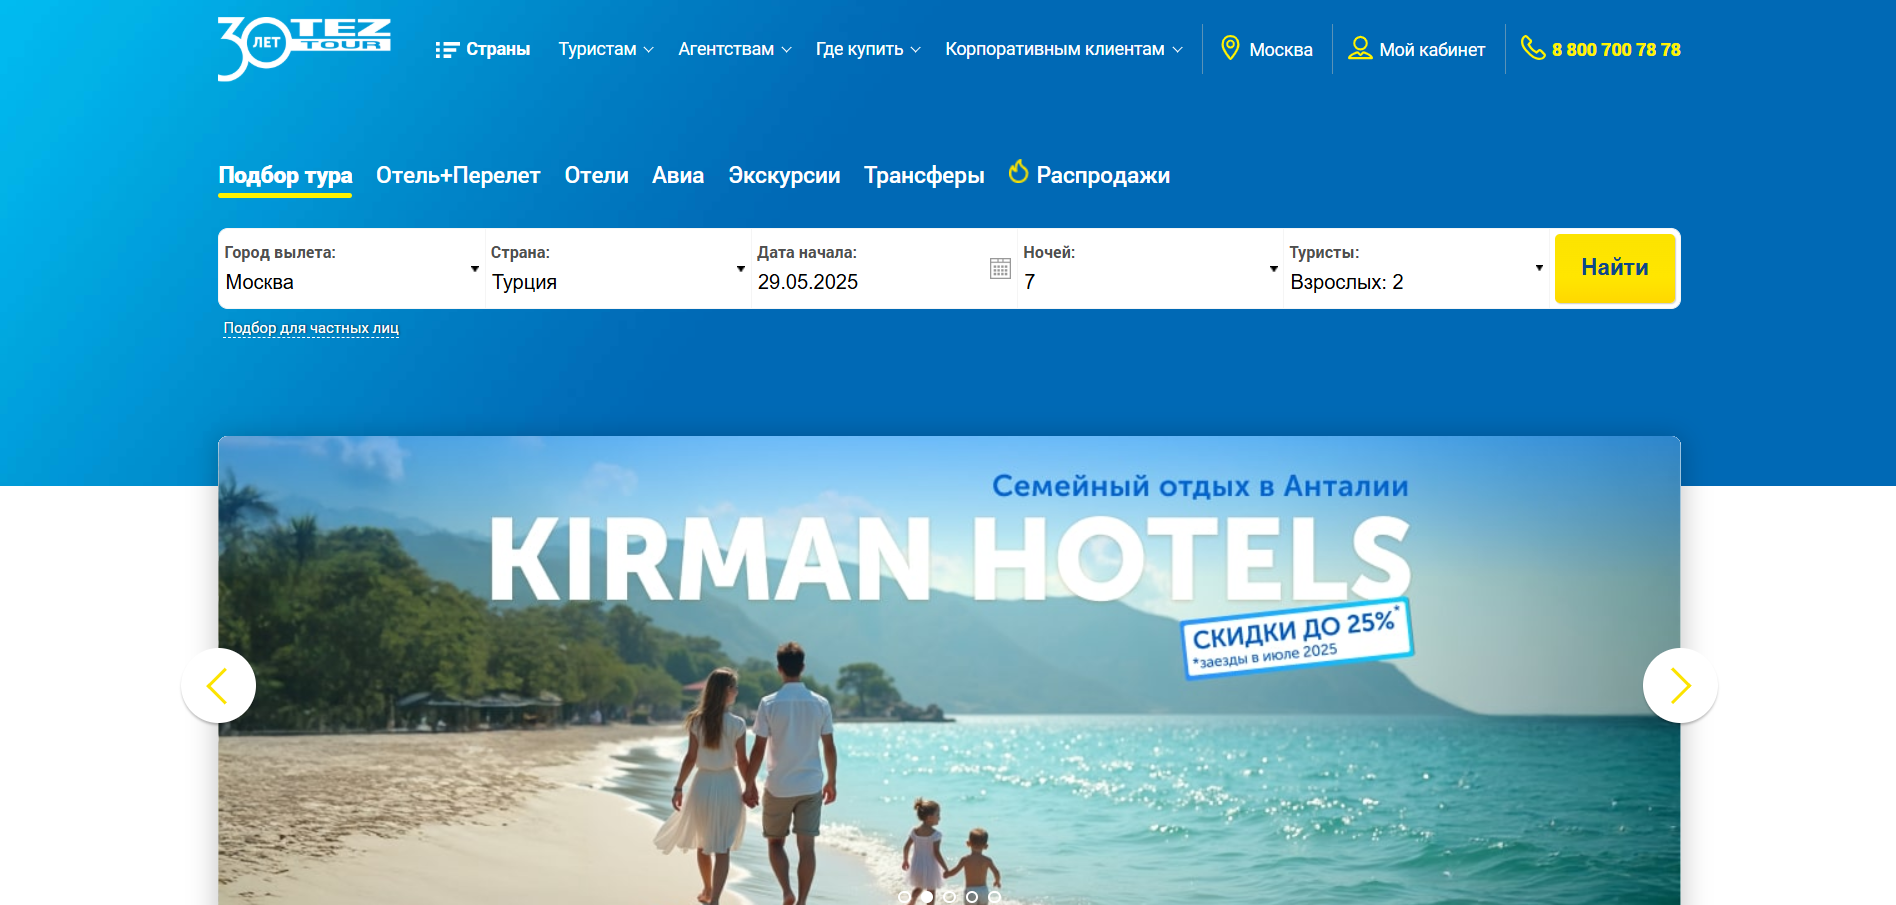 30 ЛЕТ TEZ TOUR
Страны Туристам Агентствам Где купить Корпоративным клиентам Москва Мой кабинет 8 800 700 78 78
Подбор тура Отель+Перелет Отели Авиа Экскурсии Трансферы Распродажи
Город вылета: Страна: Дата начала: Ночей: Туристы:
Москва Турция 29.05.2025 7 Взрослых: 2 Найти
Подбор для частных лиц
Семейный отдых в Анталии
KIRMAN HOTELS
СКИДКИ ДО 25%*
*заезды в июле 2025